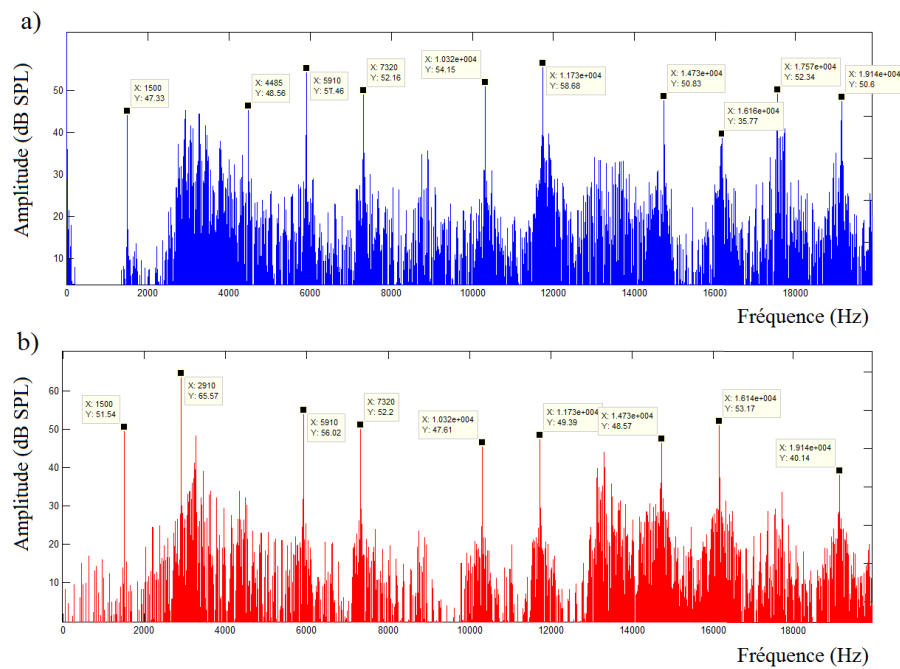 a)
Amplitude (dB SPL)
50
40
30
20
10
0
2000
4000
6000
8000
10000
12000
14000
16000
18000
X: 1500
Y: 47.33
X: 4485
Y: 48.56
X: 5910
Y: 57.46
X: 7320
Y: 52.16
X: 1.032e+004
Y: 54.15
X: 1.173e+004
Y: 58.68
X: 1.473e+004
Y: 50.83
X: 1.616e+004
Y: 35.77
X: 1.757e+004
Y: 52.34
X: 1.914e+004
Y: 50.6
Fréquence (Hz)
b)
Amplitude (dB SPL)
60
50
40
30
20
10
0
2000
4000
6000
8000
10000
12000
14000
16000
18000
X: 1500
Y: 51.54
X: 2910
Y: 65.57
X: 5910
Y: 56.02
X: 7320
Y: 52.2
X: 1.032e+004
Y: 47.61
X: 1.173e+004
Y: 49.39
X: 1.473e+004
Y: 48.57
X: 1.614e+004
Y: 53.17
X: 1.914e+004
Y: 40.14
Fréquence (Hz)